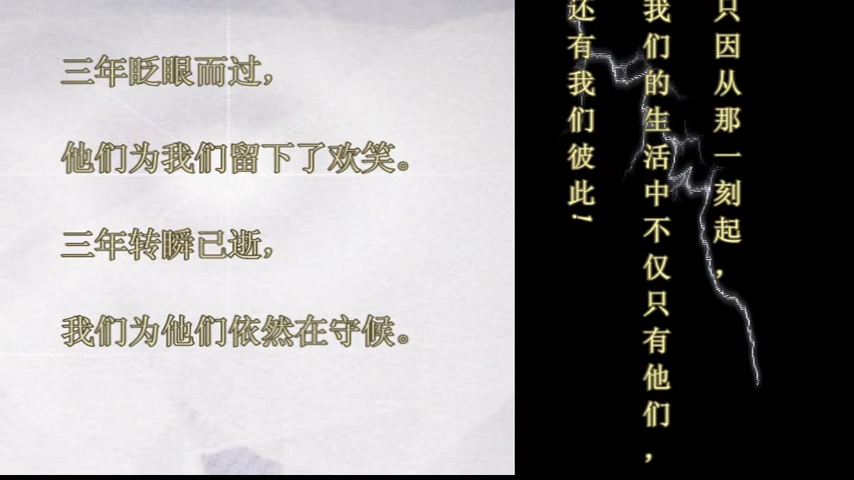 三年眨眼而过，
他们为我们留下了欢笑。
三年转瞬已逝，
我们为他们依然在守候。
只因从那一刻起，
我们的生活中不仅只有他们，
还有我们彼此！